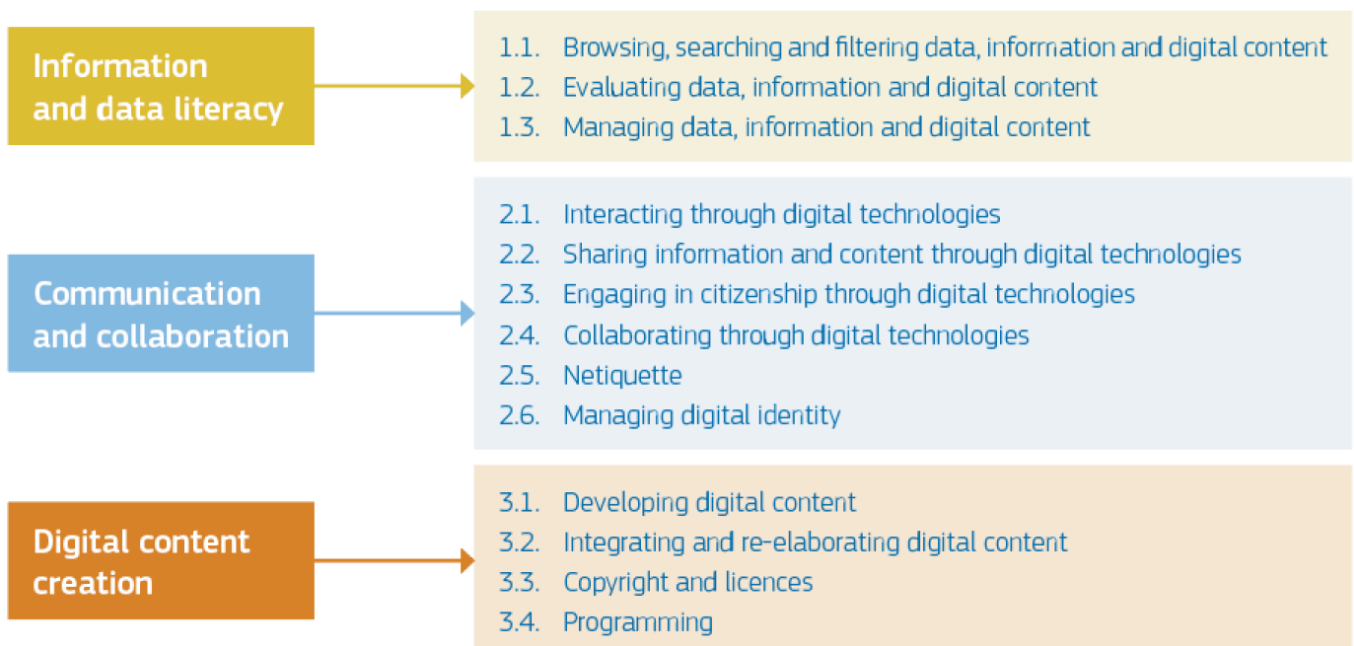 Information
and data literacy
1.1. Browsing, searching and filtering data, information and digital content
1.2. Evaluating data, information and digital content
1.3. Managing data, information and digital content
Communication
and collaboration
2.1. Interacting through digital technologies
2.2. Sharing information and content through digital technologies
2.3. Engaging in citizenship through digital technologies
2.4. Collaborating through digital technologies
2.5. Netiquette
2.6. Managing digital identity
Digital content
creation
3.1. Developing digital content
3.2. Integrating and re-elaborating digital content
3.3. Copyright and licences
3.4. Programming